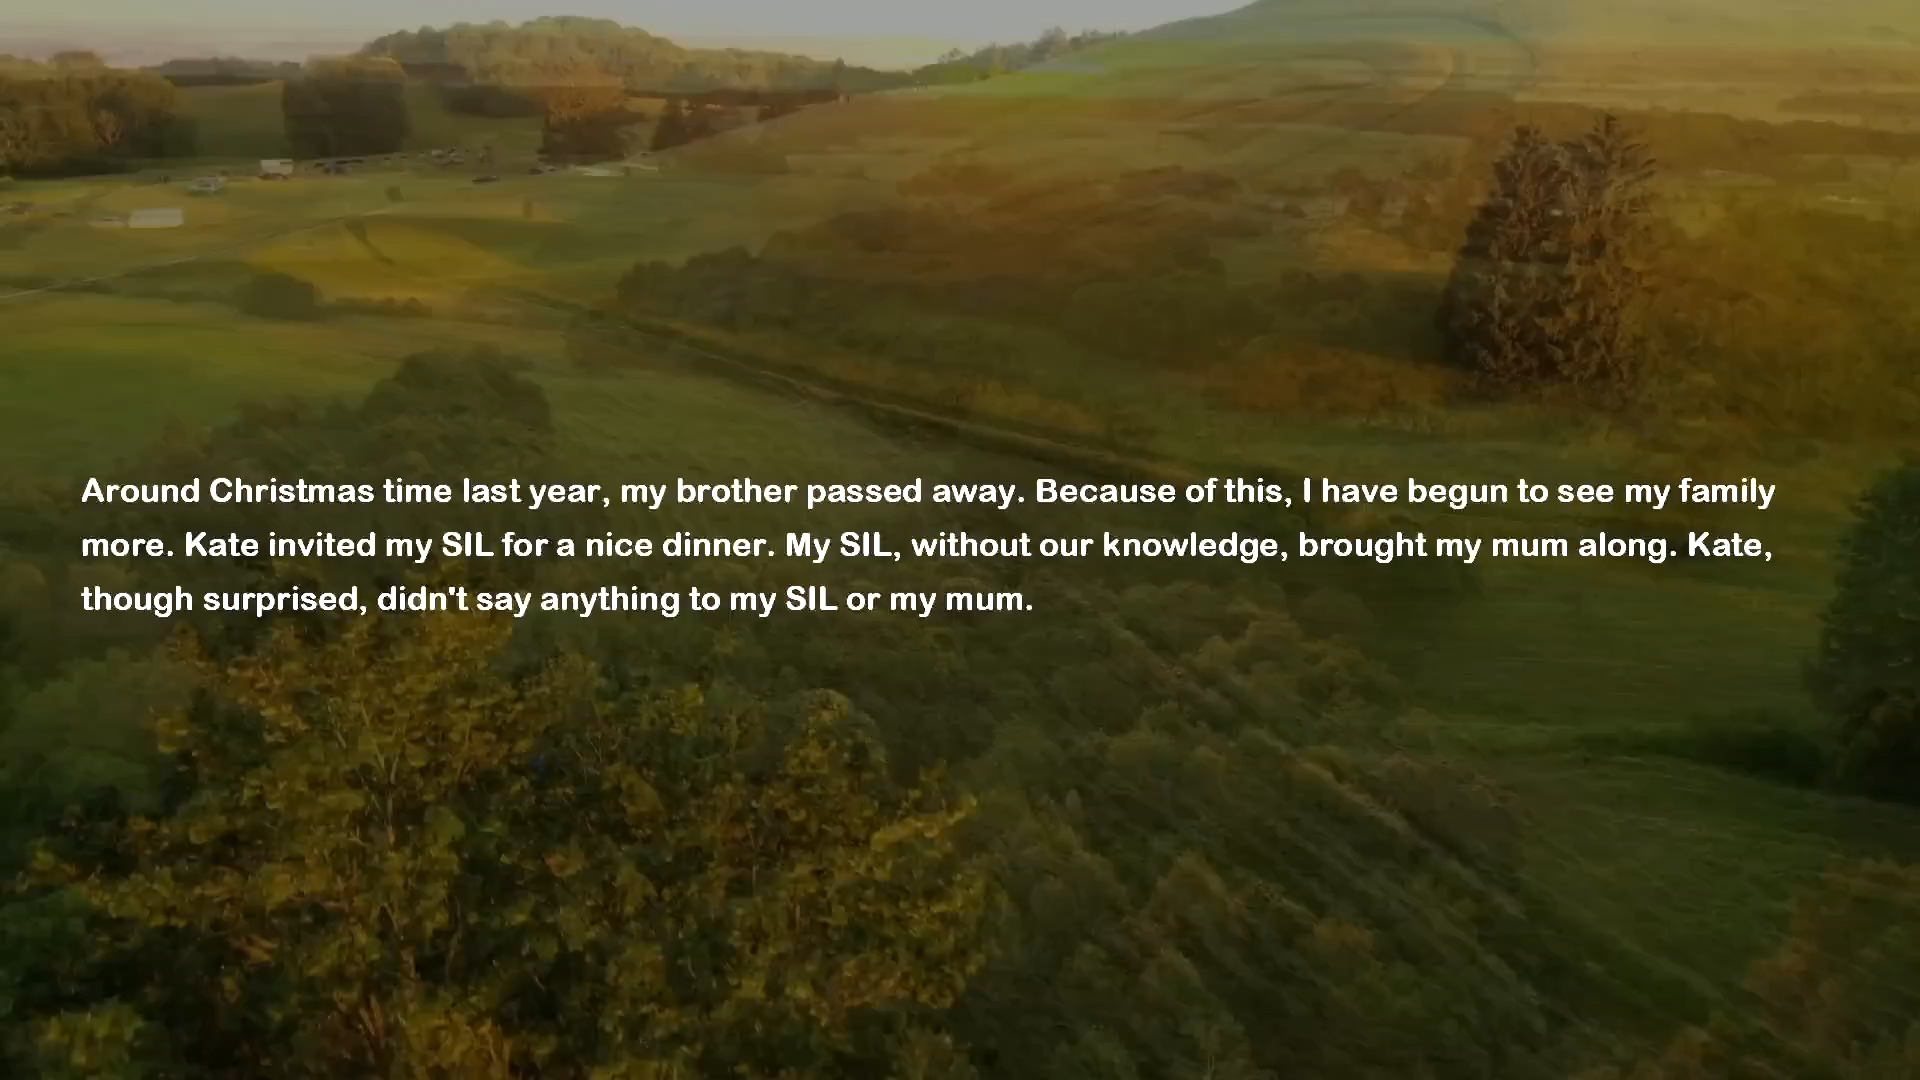 Around Christmas time last year, my brother passed away. Because of this, I have begun to see my family
more. Kate invited my SIL for a nice dinner. My SIL, without our knowledge, brought my mum along. Kate,
though surprised, didn't say anything to my SIL or my mum.